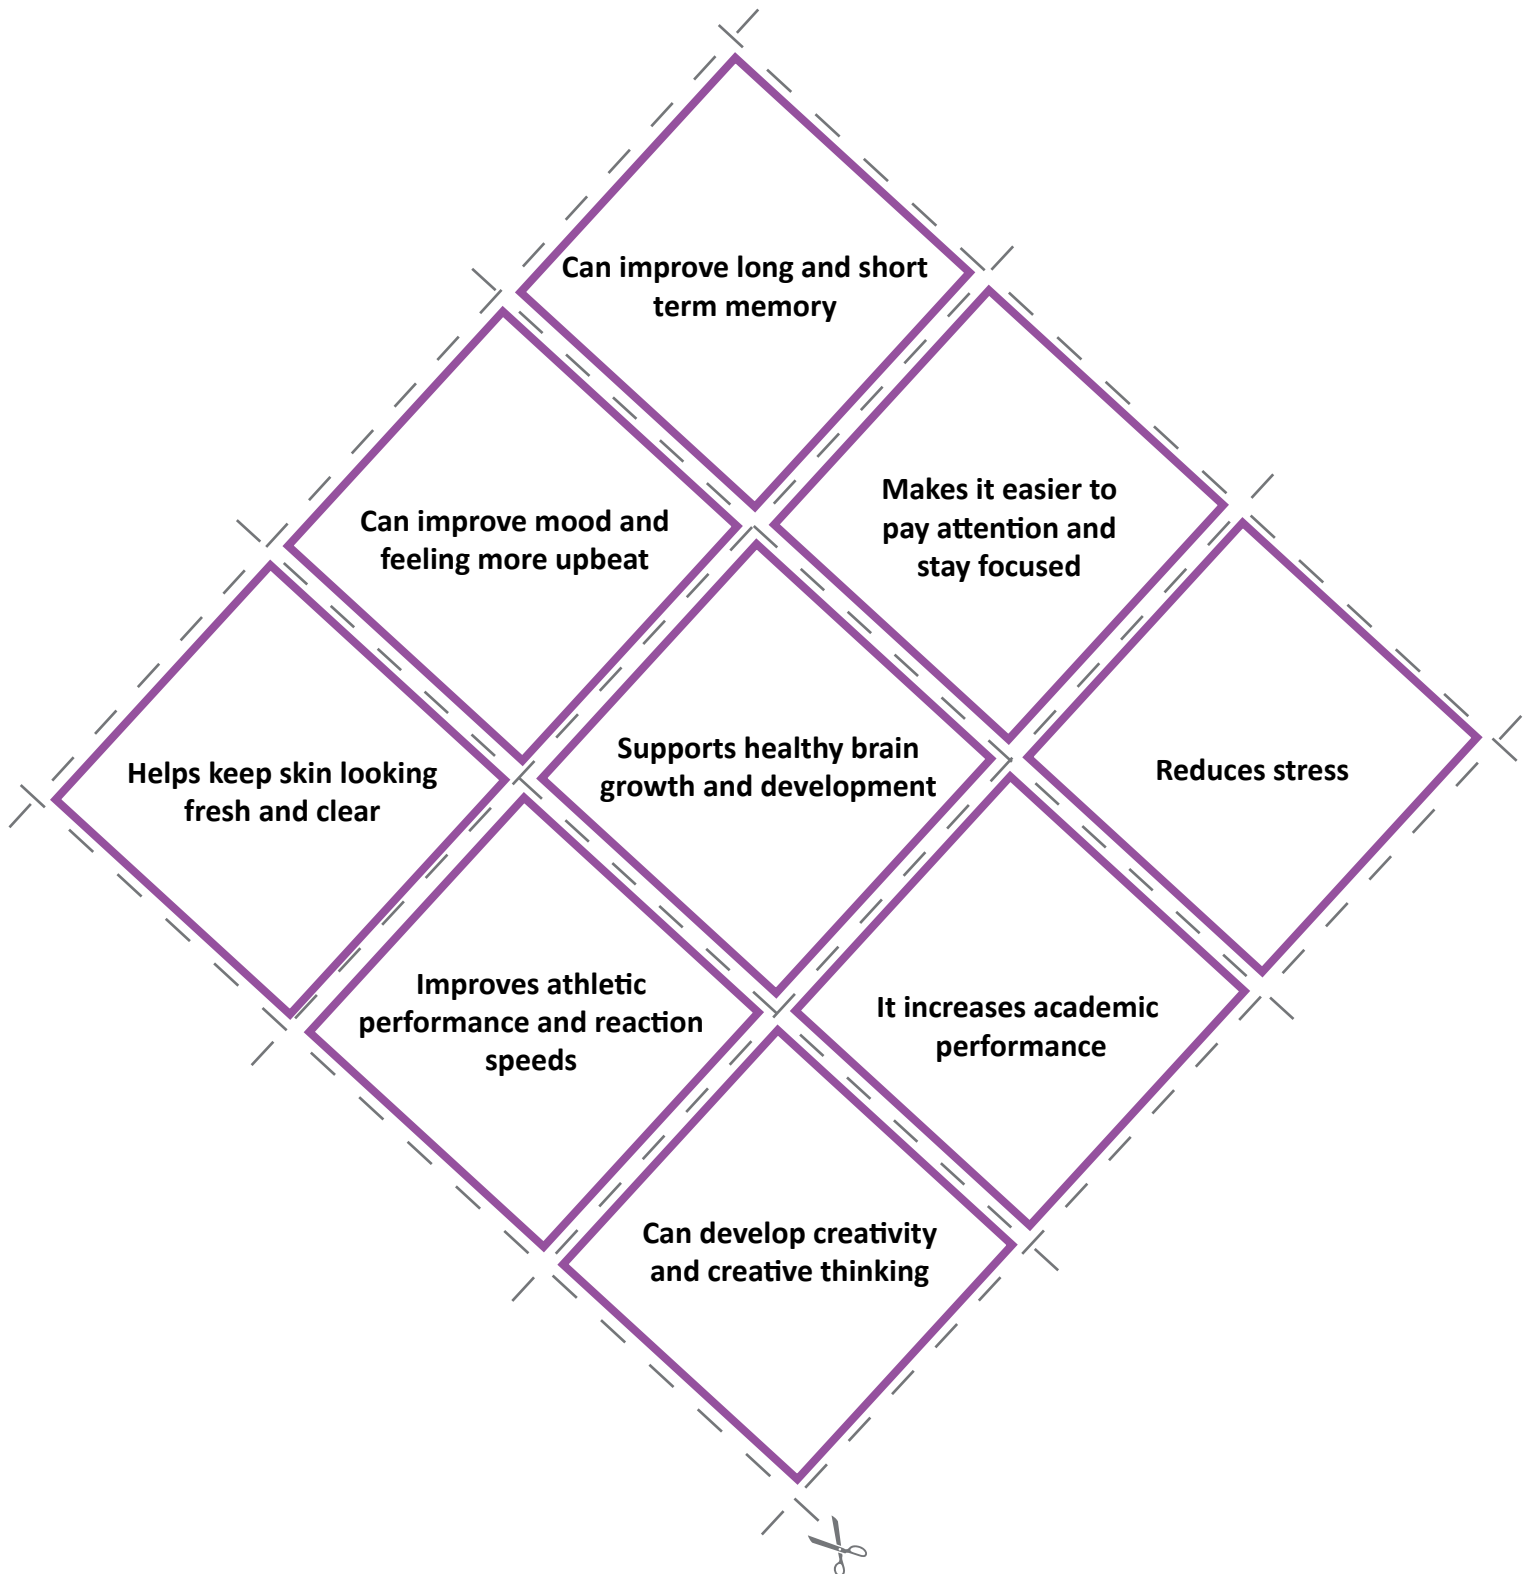 Can improve long and short
term memory
Can improve mood and
feeling more upbeat
Makes it easier to
pay attention and
stay focused
Helps keep skin looking
fresh and clear
Supports healthy brain
growth and development
Reduces stress
Improves athletic
performance and reaction
speeds
It increases academic
performance
Can develop creativity
and creative thinking